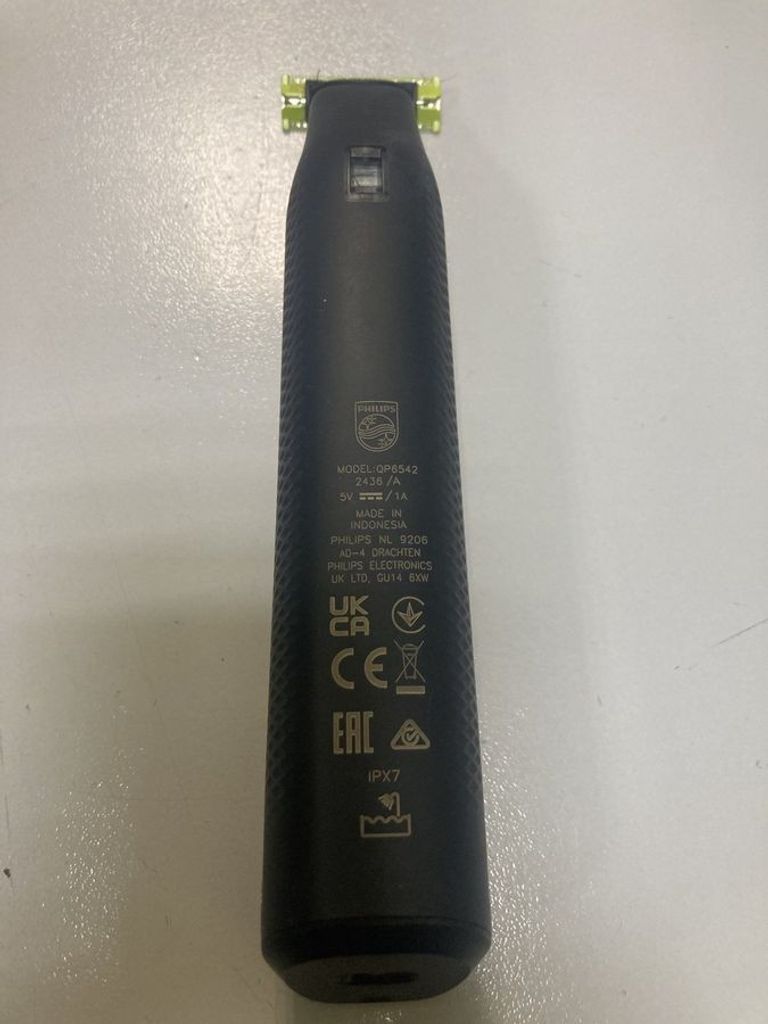 PHILIPS
MODEL:QP6542
2436 /A
5V /1A
MADE IN
INDONESIA
PHILIPS NL 9206
AD-4 DRACHTEN
PHILIPS ELECTRONICS
UK LTD, GU14 6XW
UK
CA
CE
EAC
IPX7